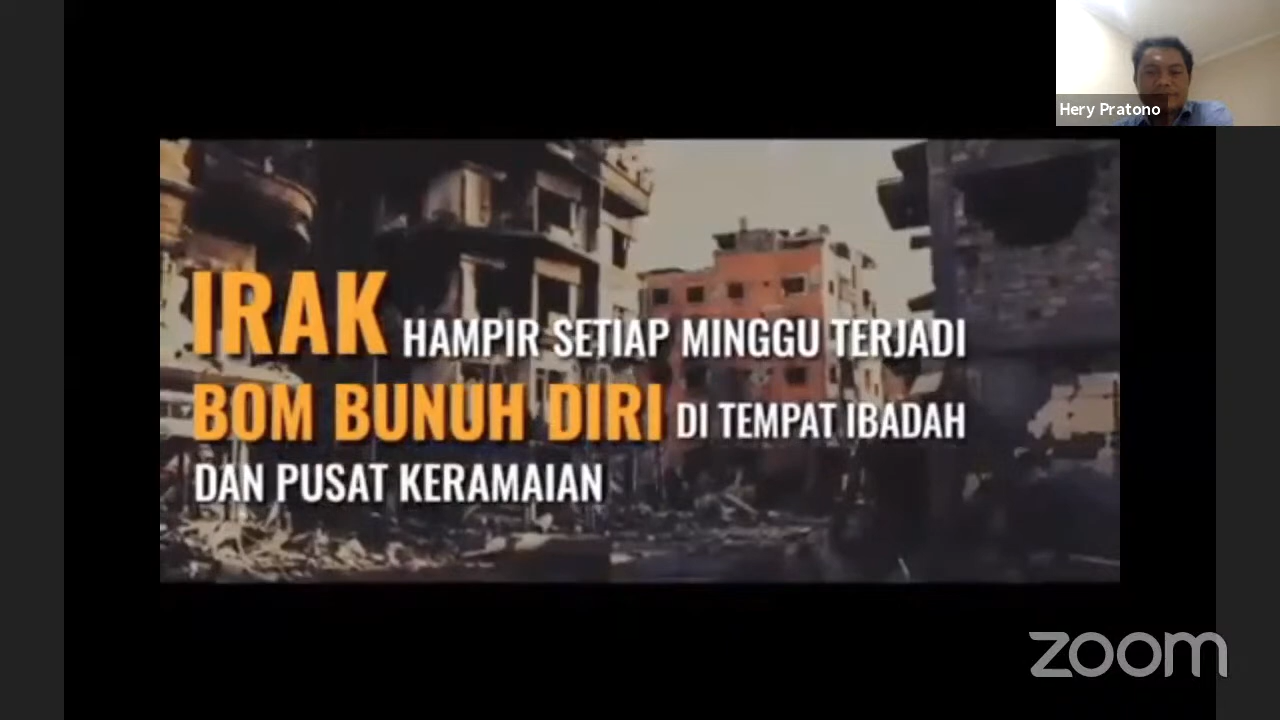 Hery Pratono
IRAK HAMPIR SETIAP MINGGU TERJADI
BOM BUNUH DIRI DI TEMPAT IBADAH
DAN PUSAT KERAMAIAN
zoom